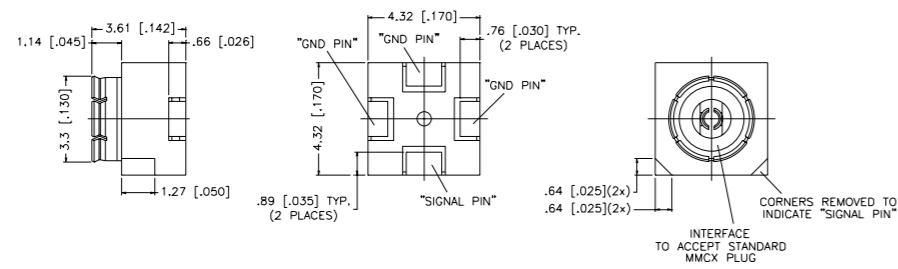 3.61 [.142]
1.14 [.045]
.66 [.026]
3.3 [.130]
1.27 [.050]
4.32 [.170]
"GND PIN"
"GND PIN"
.76 [.030] TYP.
(2 PLACES)
"GND PIN"
4.32 [.170]
.89 [.035] TYP.
(2 PLACES)
"SIGNAL PIN"
.64 [.025](2x)
.64 [.025](2x)
CORNERS REMOVED TO
INDICATE "SIGNAL PIN"
INTERFACE
TO ACCEPT STANDARD
MMCX PLUG